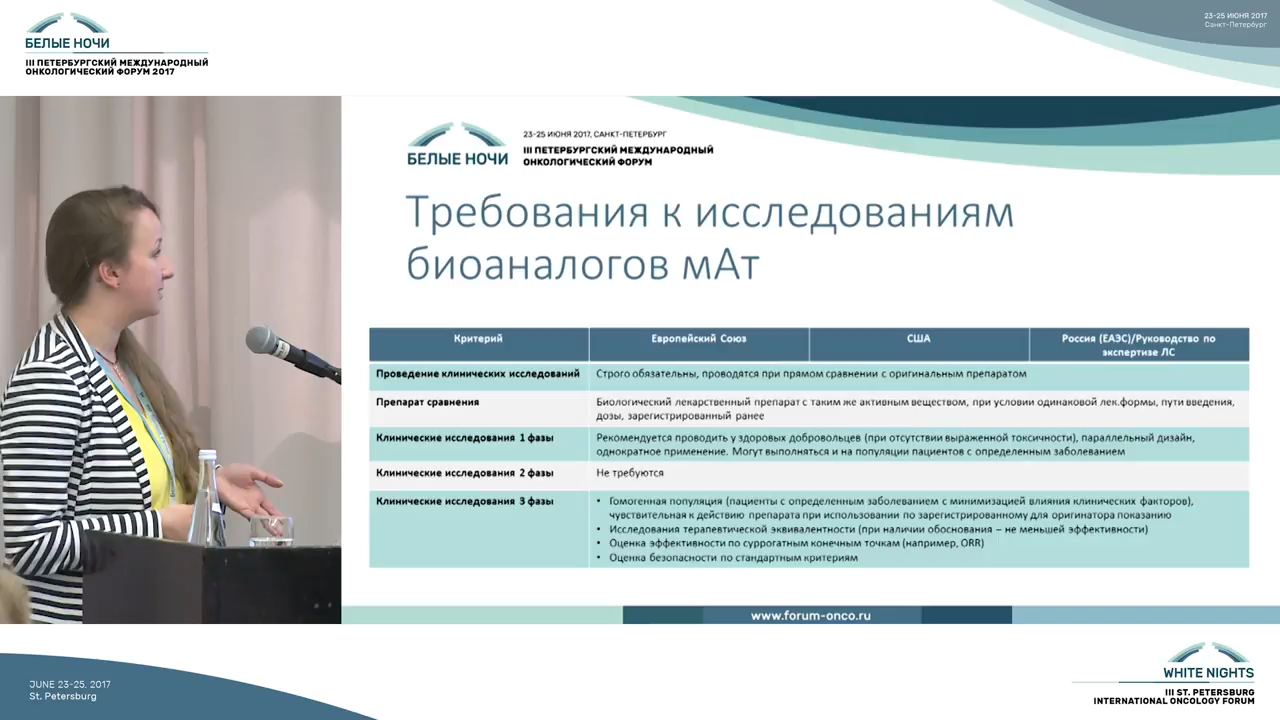 БЕЛЫЕ НОЧИ
III ПЕТЕРБУРГСКИЙ МЕЖДУНАРОДНЫЙ
ОНКОЛОГИЧЕСКИЙ ФОРУМ 2017
23-25 ИЮНЯ 2017
Санкт-Петербург
БЕЛЫЕ НОЧИ
23-25 ИЮНЯ 2017, САНКТ-ПЕТЕРБУРГ
III ПЕТЕРБУРГСКИЙ МЕЖДУНАРОДНЫЙ
ОНКОЛОГИЧЕСКИЙ ФОРУМ
Требования к исследованиям
биоаналогов мАт
Критерий
Европейский Союз
США
Россия (ЕАЭС)/Руководство по
экспертизе ЛС
Проведение клинических исследований
Строго обязательны, проводятся при прямом сравнении с оригинальным препаратом
Препарат сравнения
Биологический лекарственный препарат с таким же активным веществом, при условии одинаковой лек.формы, пути введения,
дозы, зарегистрированный ранее
Клинические исследования 1 фазы
Рекомендуется проводить у здоровых добровольцев (при отсутствии выраженной токсичности), параллельный дизайн,
однократное применение. Могут выполняться и на популяции пациентов с определенным заболеванием
Клинические исследования 2 фазы
Не требуются
Клинические исследования 3 фазы
• Гомогенная популяция (пациенты с определенным заболеванием с минимизацией влияния клинических факторов),
чувствительная к действию препарата при использовании по зарегистрированному для оригинатора показанию
• Исследования терапевтической эквивалентности (при наличии обоснования – не меньшей эффективности)
• Оценка эффективности по суррогатным конечным точкам (например, ORR)
• Оценка безопасности по стандартным критериям
www.forum-onco.ru
JUNE 23-25, 2017
St. Petersburg
WHITE NIGHTS
III ST. PETERSBURG
INTERNATIONAL ONCOLOGY FORUM